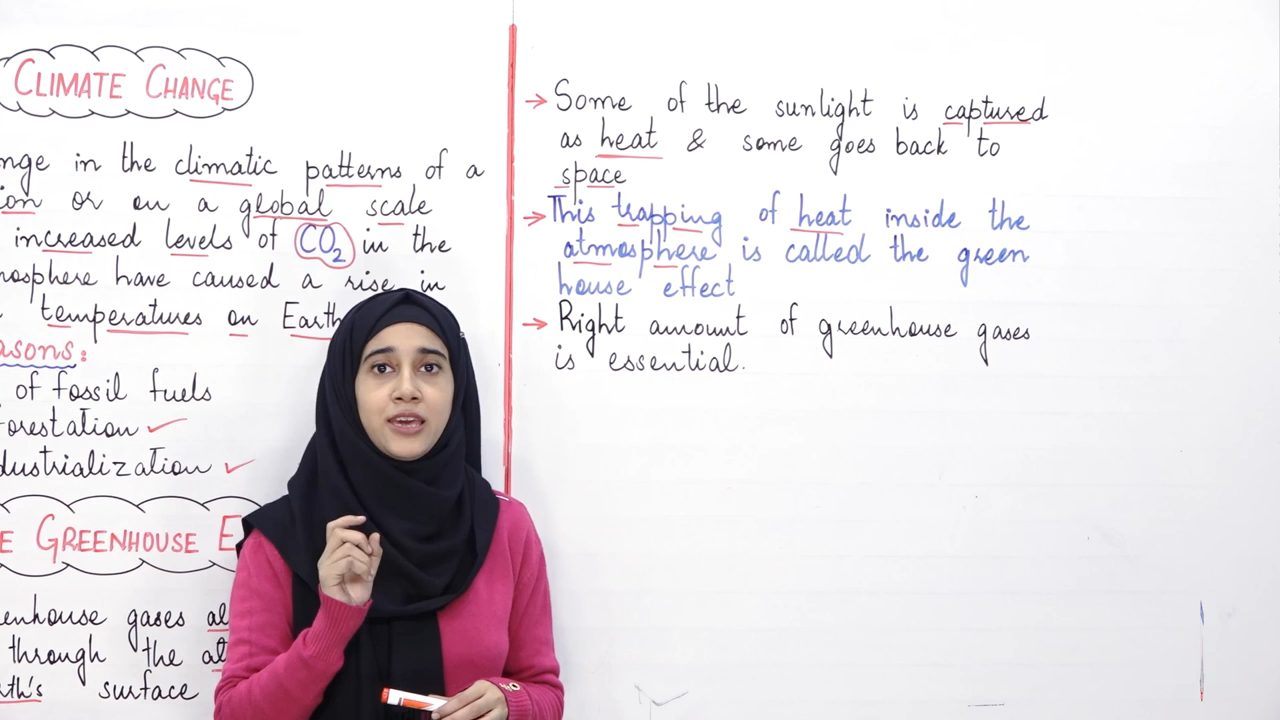 CLIMATE CHANGE
nge in the climatic patterns of a
ion or on a global scale
increased levels of CO2 in the
mosphere have caused a rise in
temperatures on Earth
asons:
of fossil fuels
orestation
dustrialization
E GREENHOUSE E
eenhouse gases al
through the at
rth's surface
→ Some of the sunlight is captured
as heat & some goes back to
space
→ This trapping of heat inside the
atmosphere is called the green
house effect
→ Right amount of greenhouse gases
is essential.